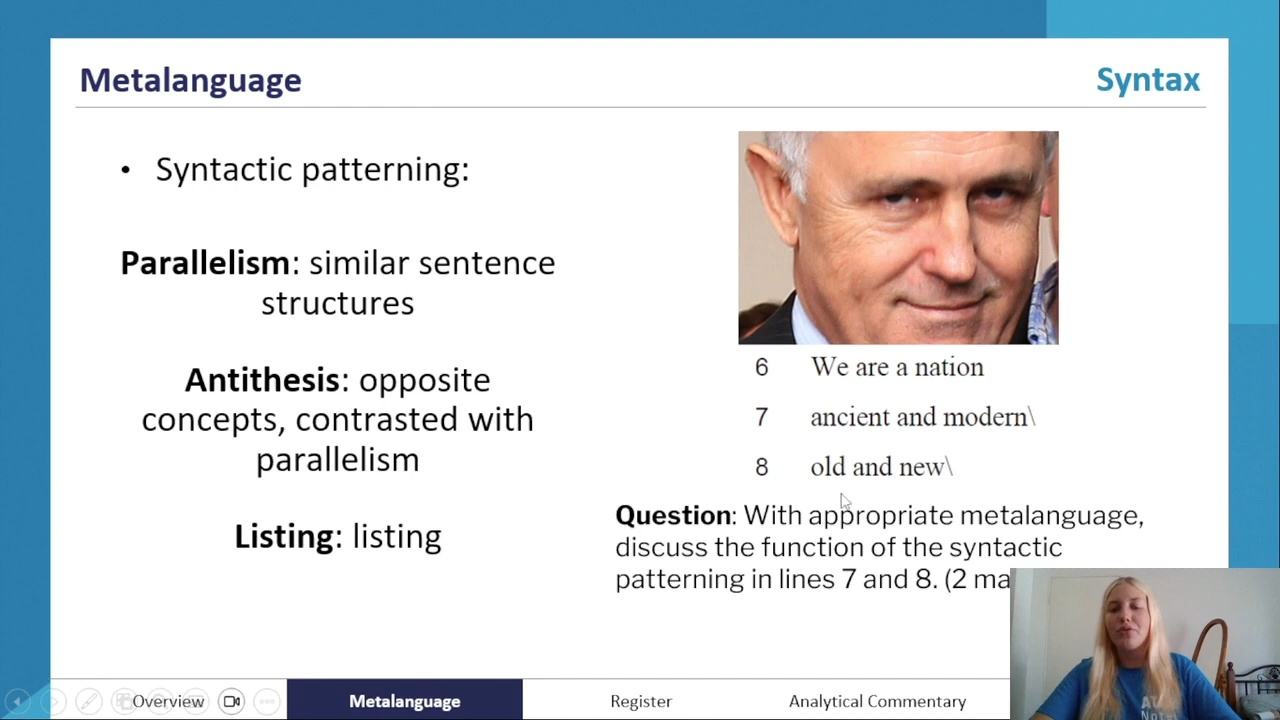 Metalanguage
Syntax
• Syntactic patterning:
Parallelism: similar sentence
structures
Antithesis: opposite
concepts, contrasted with
parallelism
Listing: listing
6 We are a nation
7 ancient and modern\
8 old and new\
Question: With appropriate metalanguage,
discuss the function of the syntactic
patterning in lines 7 and 8. (2 ma
Overview
Metalanguage
Register
Analytical Commentary